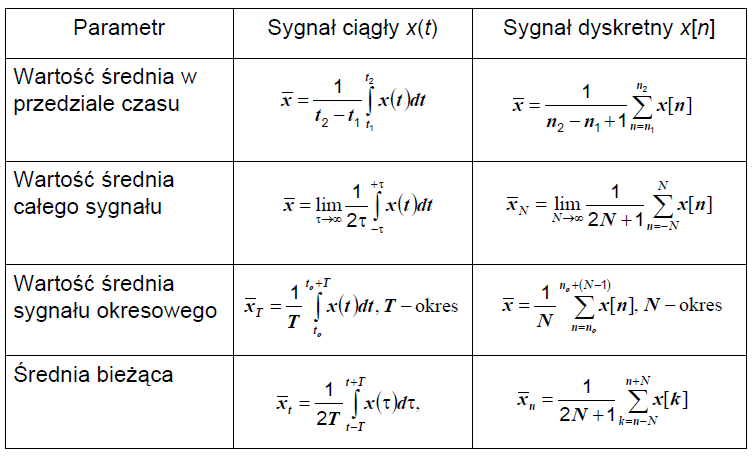 Parametr Sygnał ciągły x(t) Sygnał dyskretny x[n]
Wartość średnia w przedziale czasu $\overline{x} = \frac{1}{t_2 - t_1} \int_{t_1}^{t_2} x(t)dt$ $\overline{x} = \frac{1}{n_2 - n_1 + 1} \sum_{n=n_1}^{n_2} x[n]$
Wartość średnia całego sygnału $\overline{x} = \lim_{\tau \to \infty} \frac{1}{2\tau} \int_{-\tau}^{+\tau} x(t)dt$ $\overline{x}_N = \lim_{N \to \infty} \frac{1}{2N + 1} \sum_{n=-N}^{N} x[n]$
Wartość średnia sygnału okresowego $\overline{x}_T = \frac{1}{T} \int_{t_o}^{t_o + T} x(t)dt$, T – okres $\overline{x} = \frac{1}{N} \sum_{n=n_o}^{n_o + (N-1)} x[n]$, N – okres
Średnia bieżąca $\overline{x}_t = \frac{1}{2T} \int_{t-T}^{t+T} x(\tau)d\tau$, $\overline{x}_n = \frac{1}{2N + 1} \sum_{k=n-N}^{n+N} x[k]$